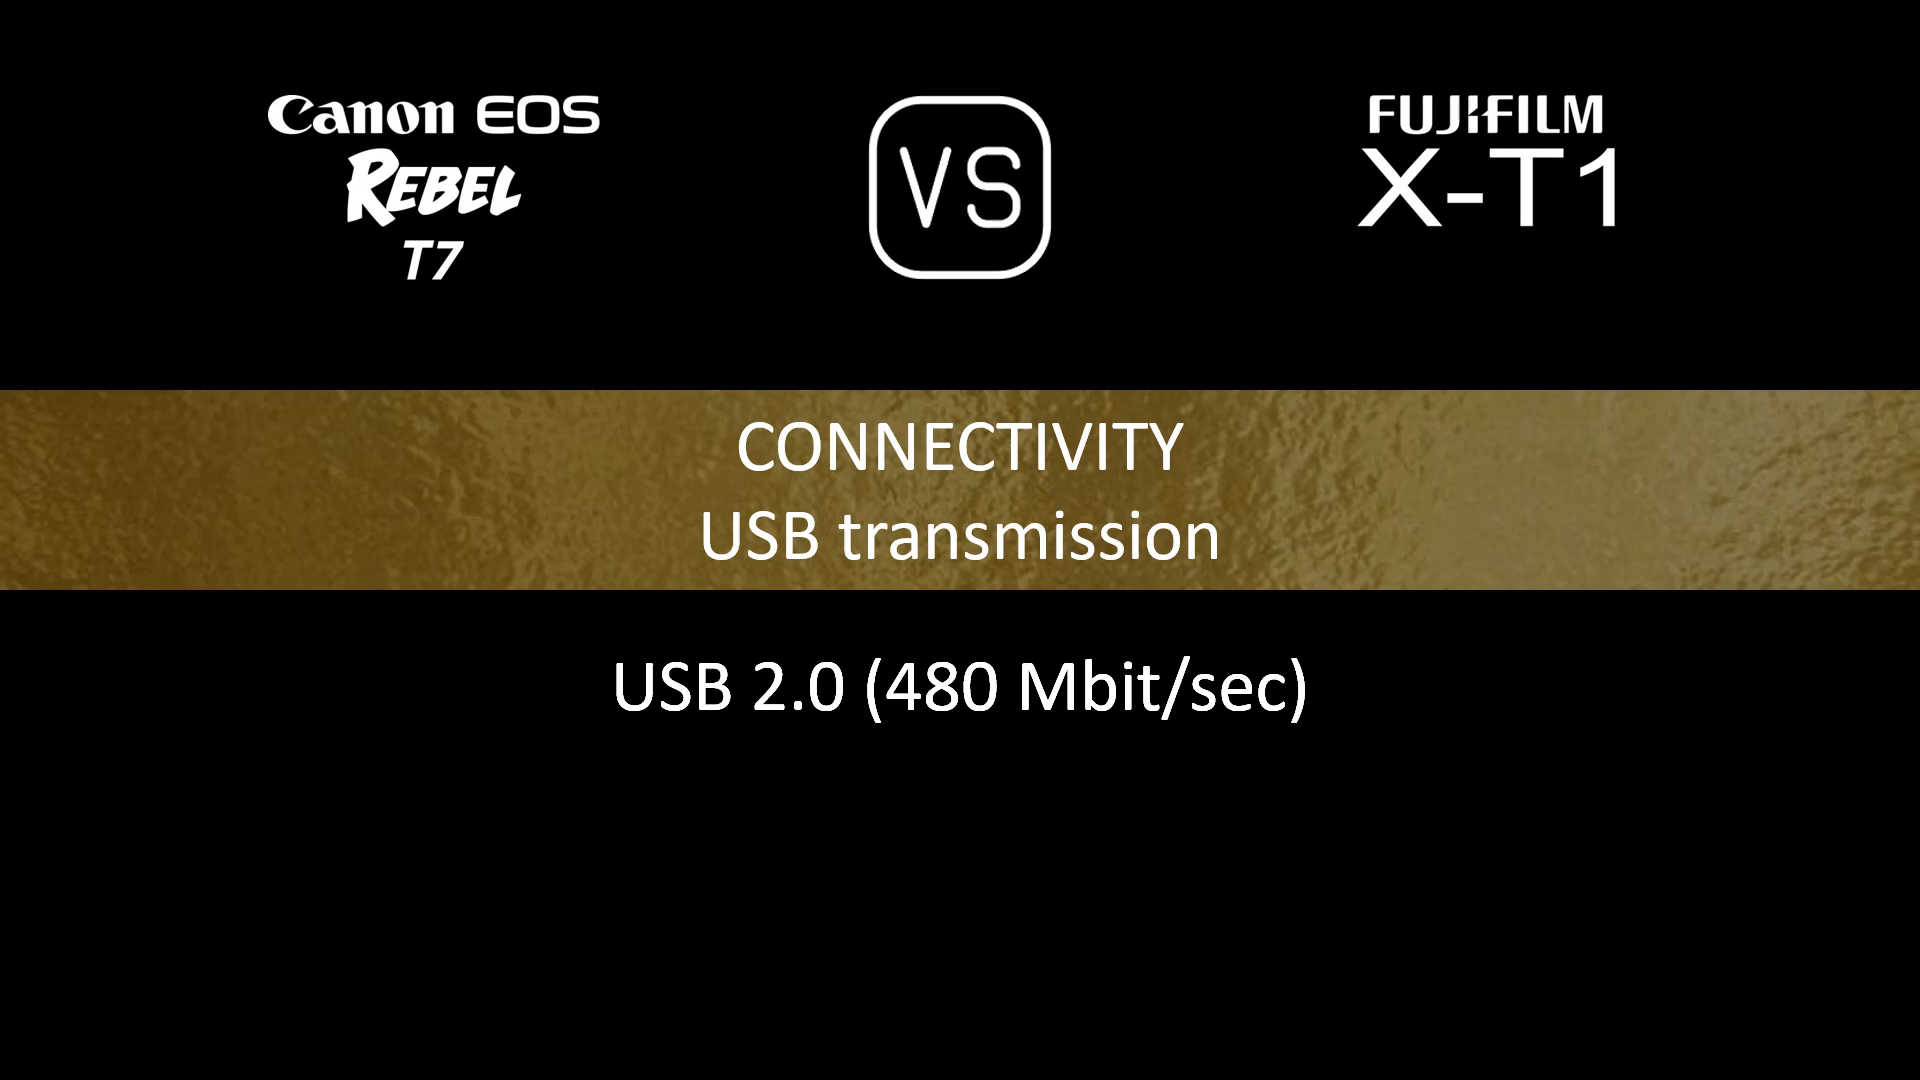 Canon EOS
REBEL
T7
VS
FUJIFILM
X-T1
CONNECTIVITY
USB transmission
USB 2.0 (480 Mbit/sec)